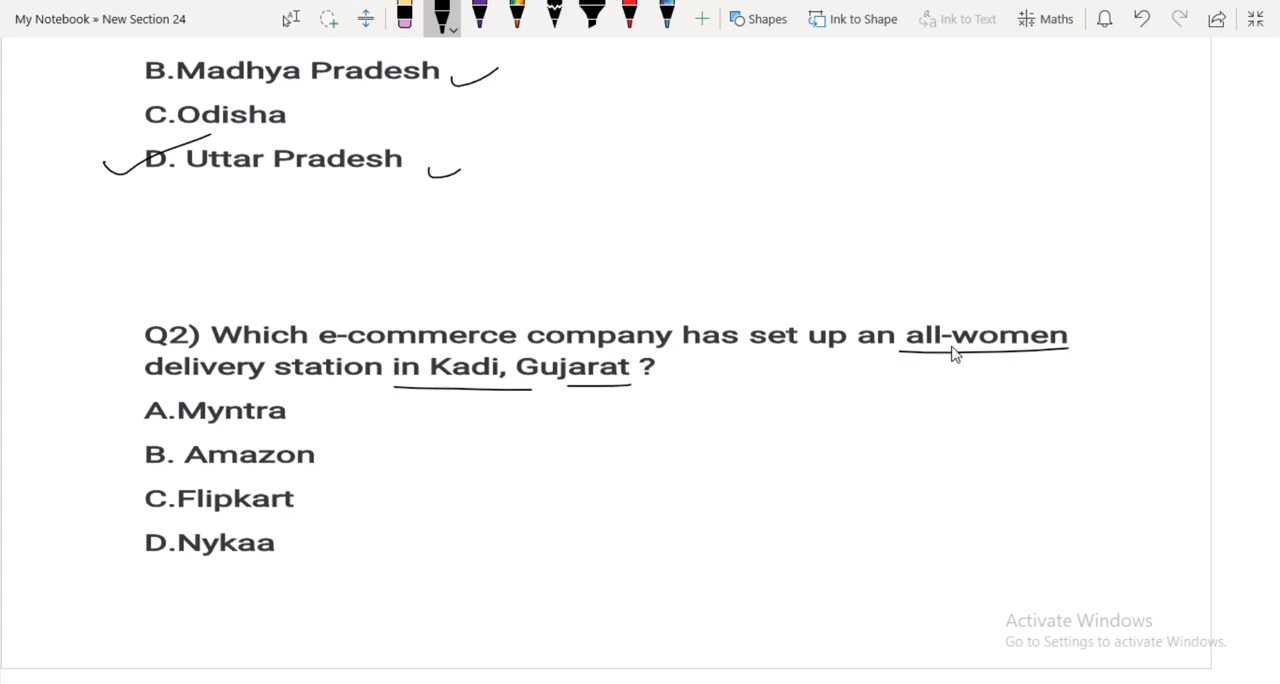 My Notebook » New Section 24
Shapes
Ink to Shape
Ink to Text
Maths
B.Madhya Pradesh
C.Odisha
D. Uttar Pradesh
Q2) Which e-commerce company has set up an all-women
delivery station in Kadi, Gujarat ?
A.Myntra
B. Amazon
C.Flipkart
D.Nykaa
Activate Windows
Go to Settings to activate Windows.